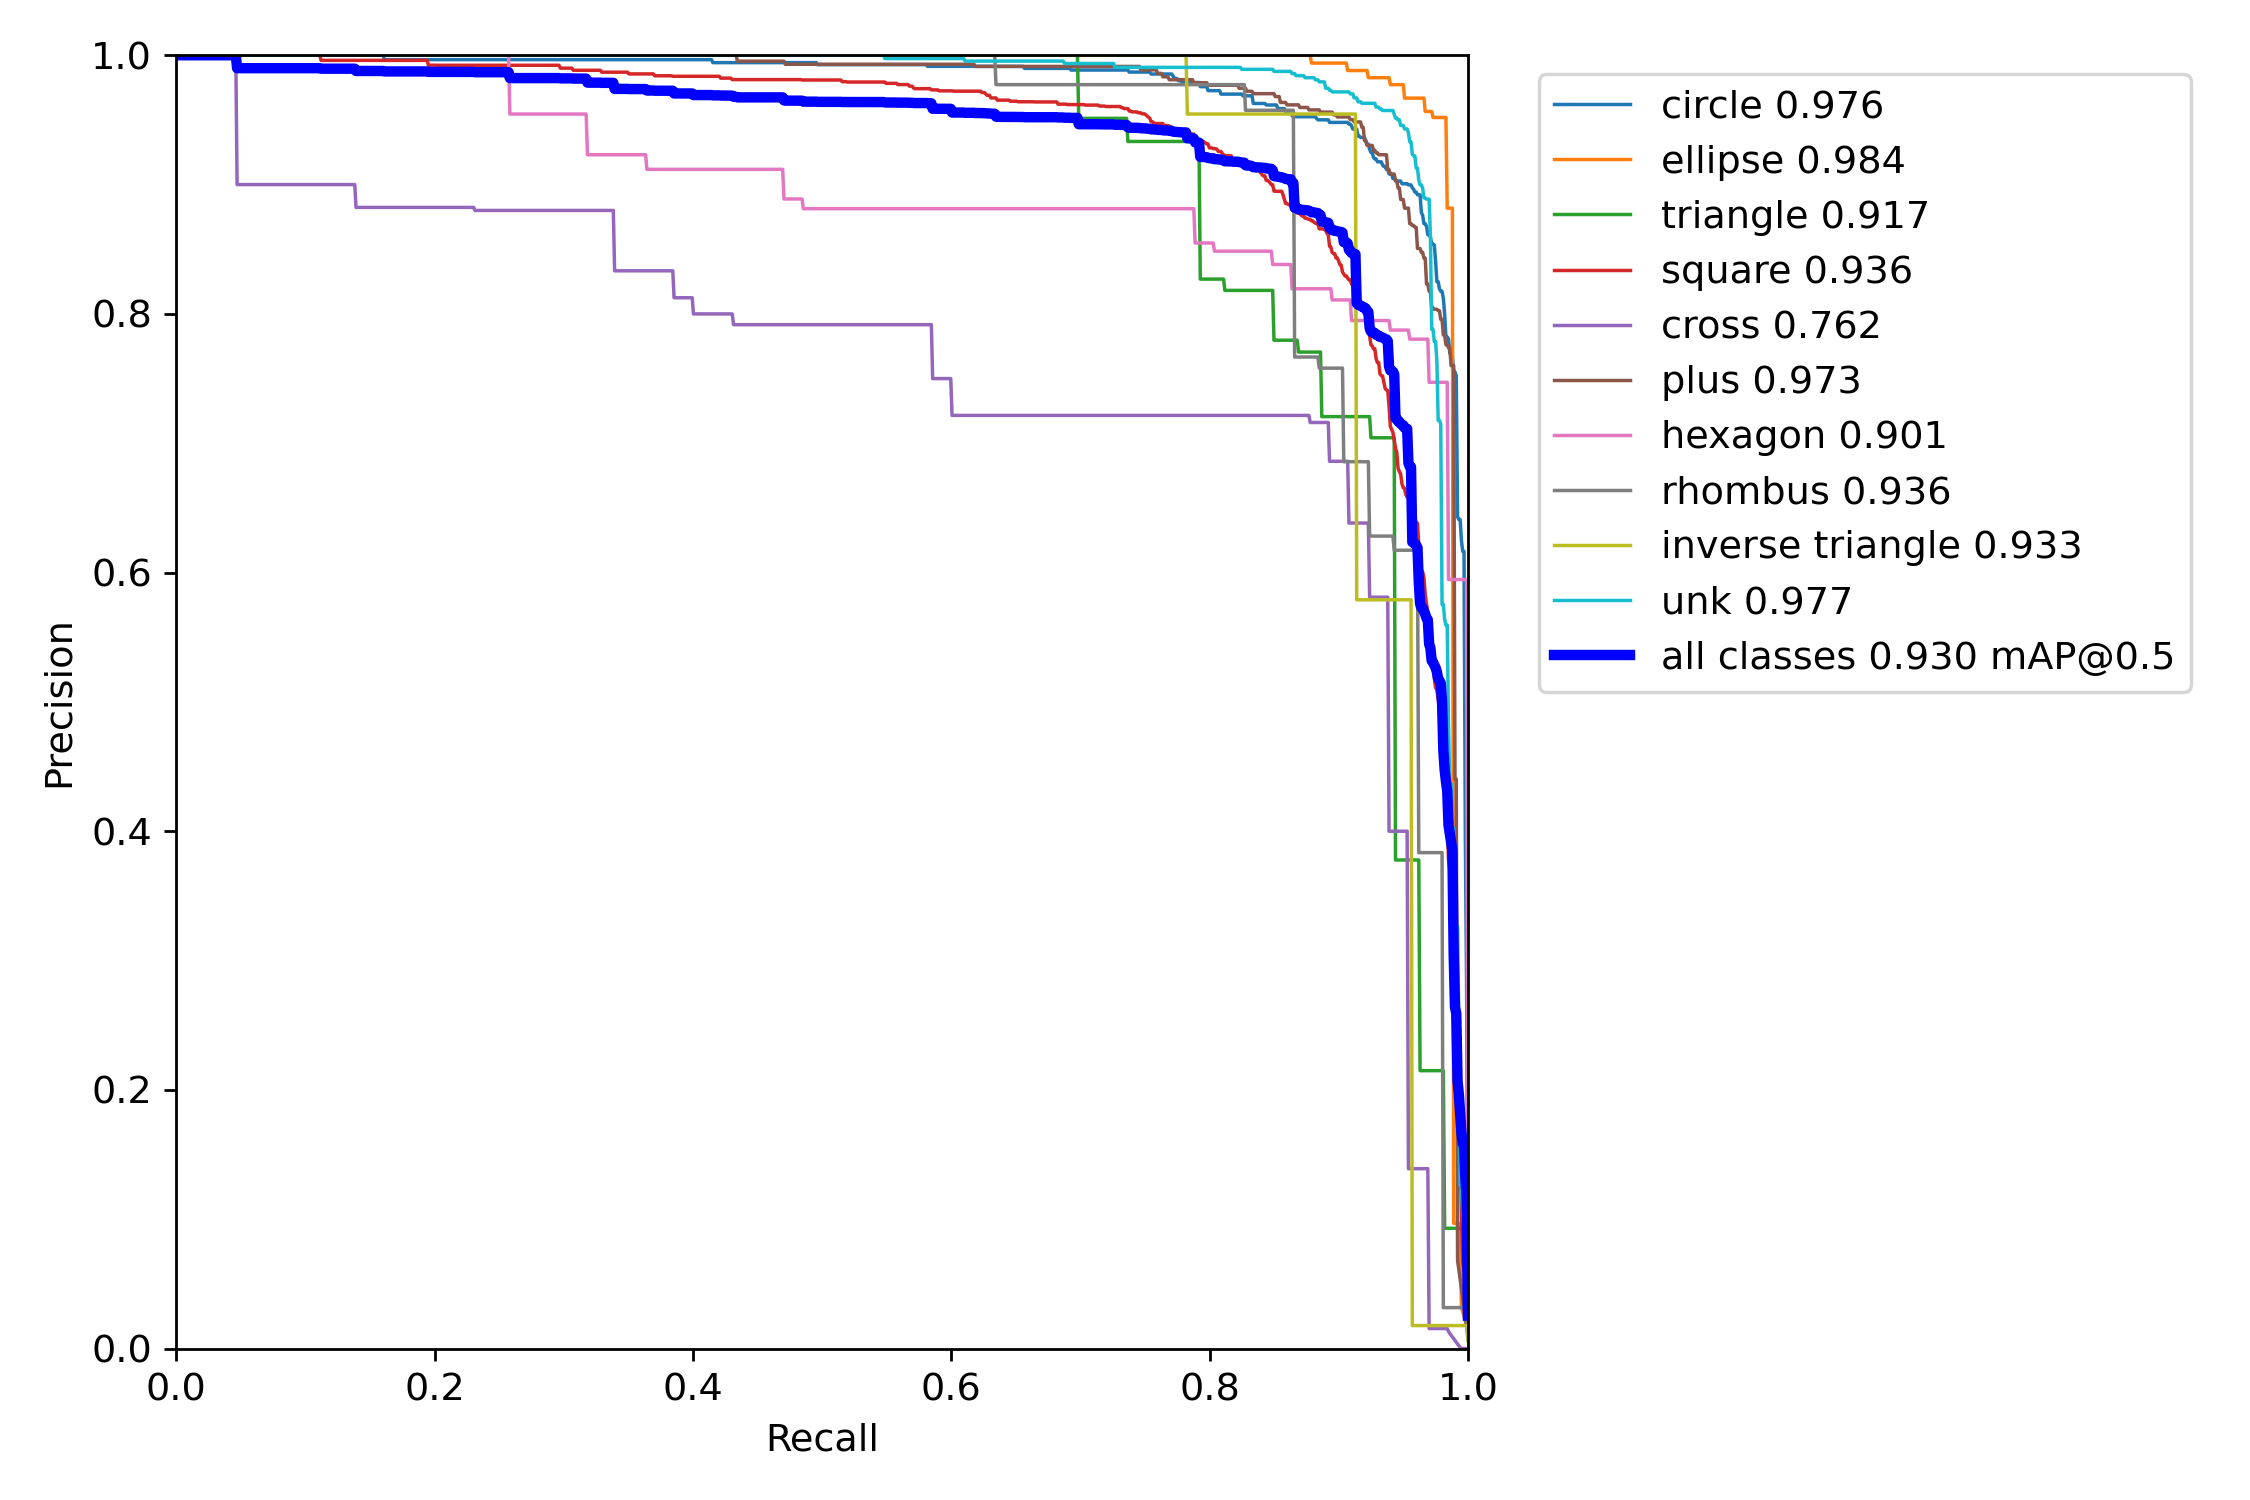 1.0
0.8
0.6
0.4
0.2
0.0
Precision
0.0 0.2 0.4 0.6 0.8 1.0
Recall
circle 0.976
ellipse 0.984
triangle 0.917
square 0.936
cross 0.762
plus 0.973
hexagon 0.901
rhombus 0.936
inverse triangle 0.933
unk 0.977
all classes 0.930 mAP@0.5